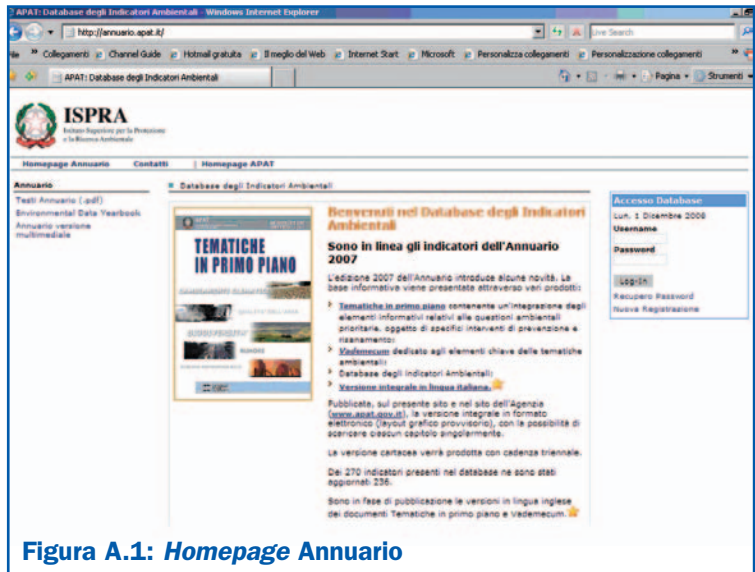 APAT: Database degli Indicatori Ambientali - Windows Internet Explorer
http://annuario.apat.it/
Live Search
Collegamenti Channel Guide Hotmail gratuita Il meglio del Web Internet Start Microsoft Personalizza collegamenti Personalizzazione collegamenti
APAT: Database degli Indicatori Ambientali
Pagina Strumenti
ISPRA
Istituto Superiore per la Protezione
e la Ricerca Ambientale
Homepage Annuario Contatti | Homepage APAT
Annuario
Testi Annuario (.pdf)
Environmental Data Yearbook
Annuario versione
multimediale
Database degli Indicatori Ambientali
TEMATICHE
IN PRIMO PIANO
CAMBIAMENTI CLIMATICI
QUALITÀ DELL'ARIA
BIODIVERSITÀ
RUMORE
Benvenuti nel Database degli Indicatori
Ambientali
Sono in linea gli indicatori dell'Annuario
2007
L'edizione 2007 dell'Annuario introduce alcune novità. La
base informativa viene presentata attraverso vari prodotti:
Tematiche in primo piano contenente un'integrazione degli
elementi informativi relativi alle questioni ambientali
prioritarie, oggetto di specifici interventi di prevenzione e
risanamento;
Vademecum dedicato agli elementi chiave delle tematiche
ambientali;
Database degli Indicatori Ambientali;
Versione integrale in lingua italiana.
Pubblicata, sul presente sito e nel sito dell'Agenzia
(www.apat.gov.it), la versione integrale in formato
elettronico (layout grafico provvisorio), con la possibilità di
scaricare ciascun capitolo singolarmente.
La versione cartacea verrà prodotta con cadenza triennale.
Dei 270 indicatori presenti nel database ne sono stati
aggiornati 236.
Sono in fase di pubblicazione le versioni in lingua inglese
dei documenti Tematiche in primo piano e Vademecum.
Accesso Database
Lun. 1 Dicembre 2008
Username
Password
Log-In
Recupero Password
Nuova Registrazione
Figura A.1: Homepage Annuario